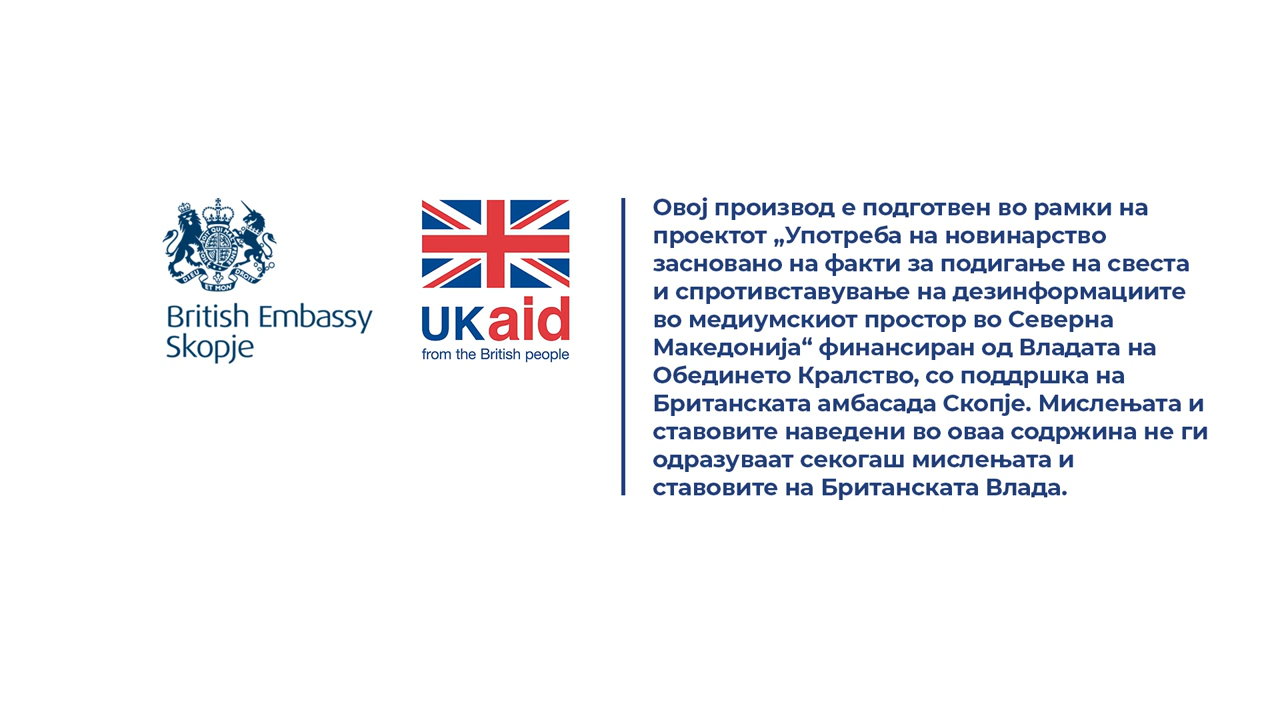 British Embassy
Skopje
UKaid
from the British people
Овој производ е подготвен во рамки на
проектот „Употреба на новинарство
засновано на факти за подигање на свеста
и спротивставување на дезинформациите
во медиумскиот простор во Северна
Македонија“ финансиран од Владата на
Обединето Кралство, со поддршка на
Британската амбасада Скопје. Мислењата и
ставовите наведени во оваа содржина не ги
одразуваат секогаш мислењата и
ставовите на Британската Влада.